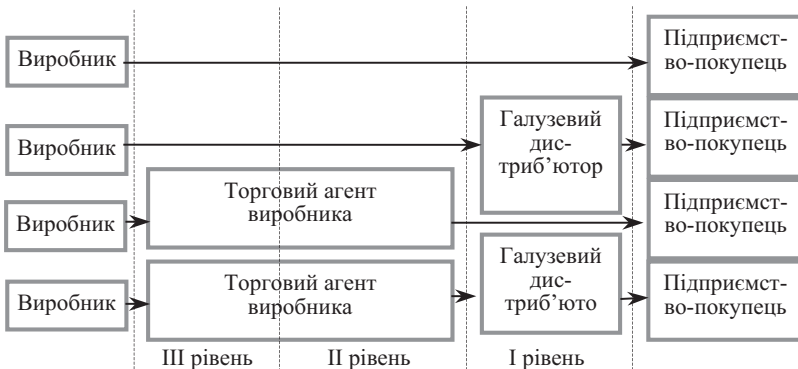 Виробник
Підприємст-
во-покупець
Виробник
Галузевий
дис-
триб’ютор
Підприємст-
во-покупець
Виробник
Торговий агент
виробника
Підприємст-
во-покупець
Виробник
Торговий агент
виробника
Галузевий
дис-
триб’юто
Підприємст-
во-покупець
III рівень
II рівень
I рівень